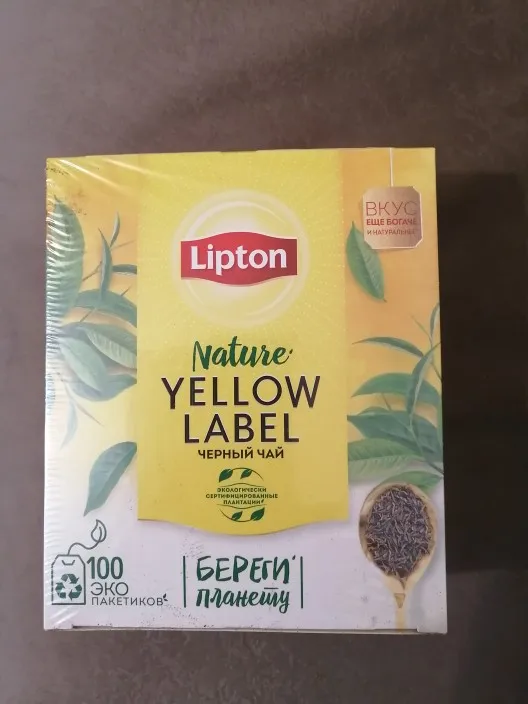 ВКУС
ЕЩЕ БОГАЧЕ
И НАТУРАЛЬНЕЕ
Lipton
Nature
YELLOW
LABEL
ЧЕРНЫЙ ЧАЙ
ЭКОЛОГИЧЕСКИ
СЕРТИФИЦИРОВАННЫЕ
ПЛАНТАЦИИ
100
ЭКО
ПАКЕТИКОВ
БЕРЕГИ
планету